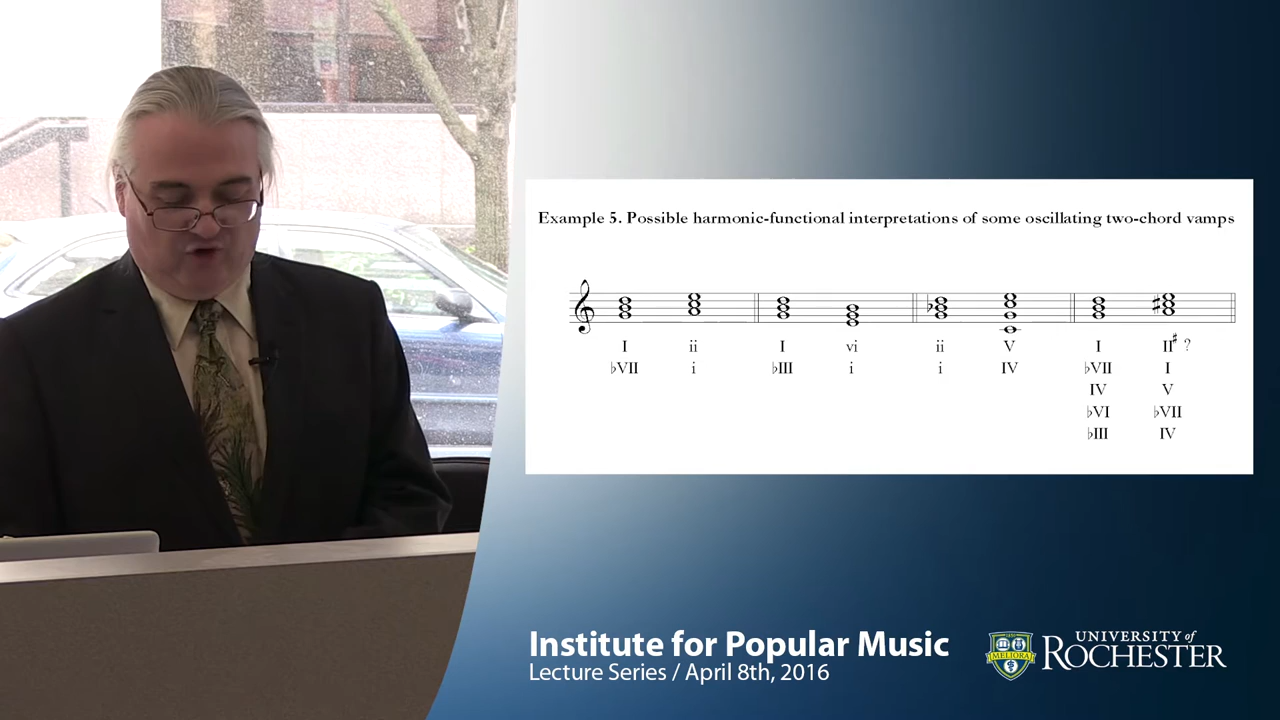 Example 5. Possible harmonic-functional interpretations of some oscillating two-chord vamps
I ii I vi ii V I II♯ ?
♭VII i ♭III i i IV ♭VII I
IV V
♭VI ♭VII
♭III IV
Institute for Popular Music
Lecture Series / April 8th, 2016
MELIORA
UNIVERSITY of
ROCHESTER